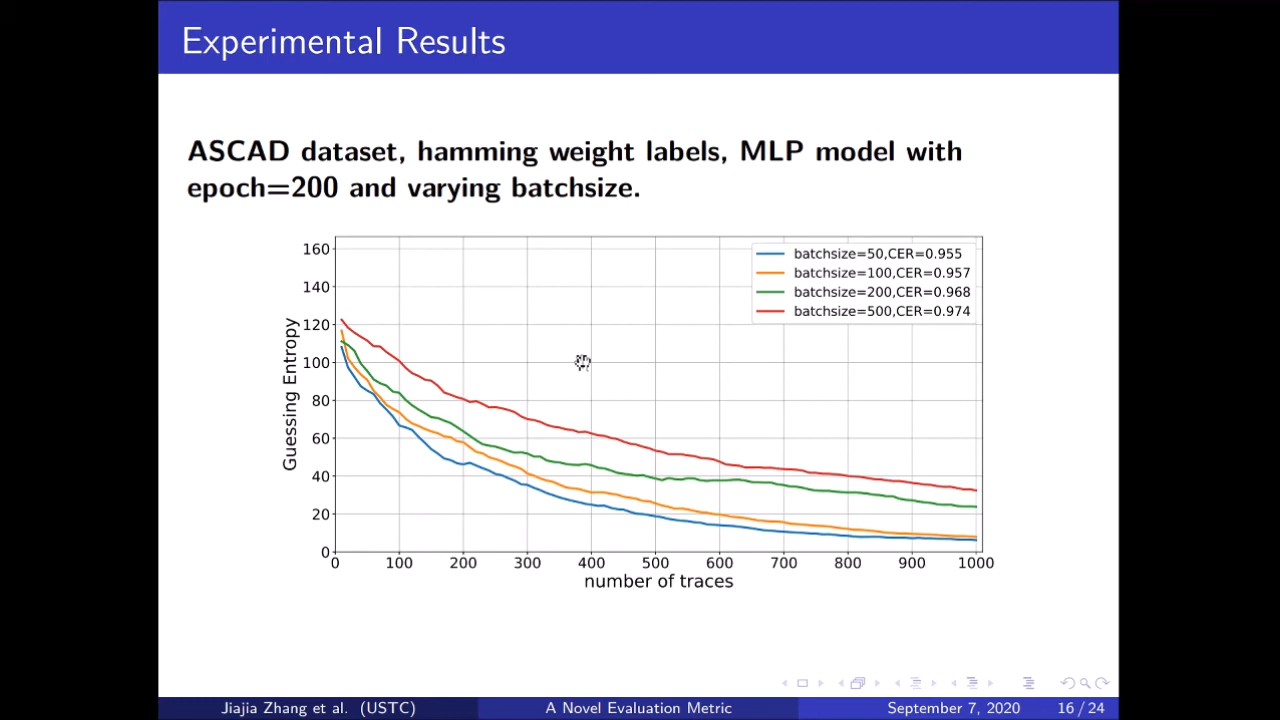 Experimental Results
ASCAD dataset, hamming weight labels, MLP model with
epoch=200 and varying batchsize.
160
140
120
100
80
60
40
20
0
Guessing Entropy
batchsize=50,CER=0.955
batchsize=100,CER=0.957
batchsize=200,CER=0.968
batchsize=500,CER=0.974
0 100 200 300 400 500 600 700 800 900 1000
number of traces
Jiajia Zhang et al. (USTC) A Novel Evaluation Metric September 7, 2020 16 / 24